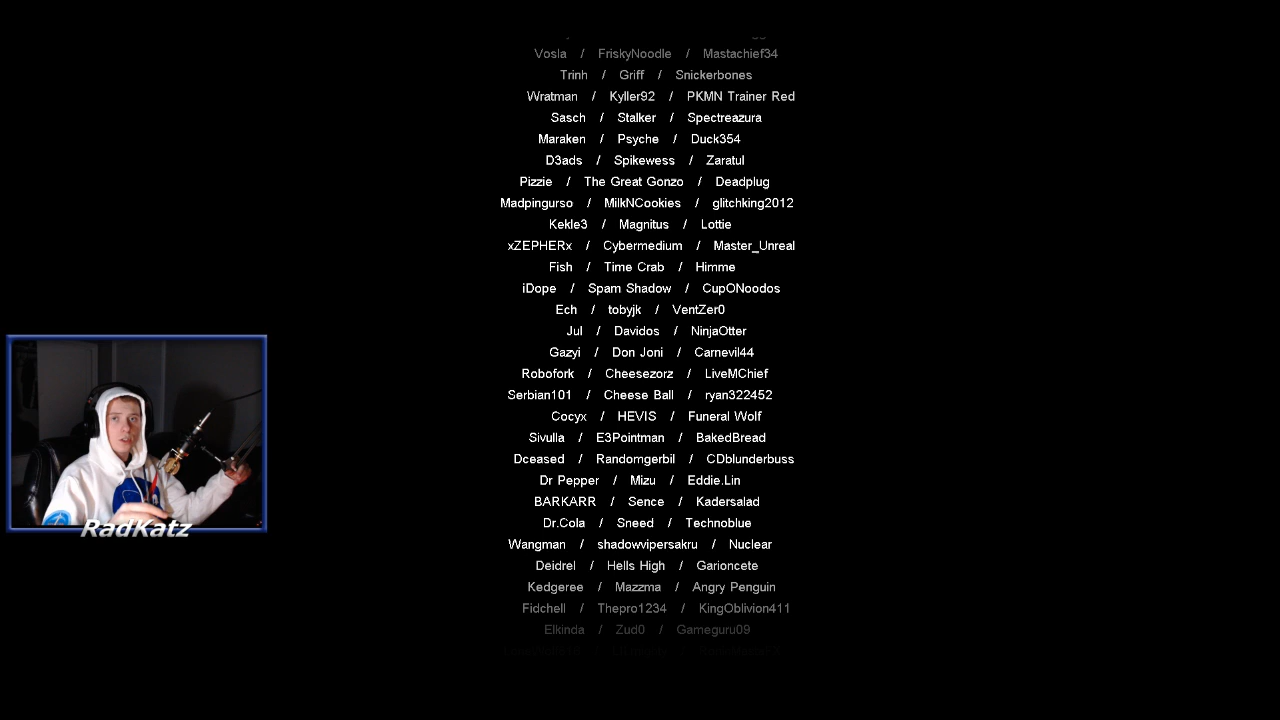 Vosla / FriskyNoodle / Mastachief34
Trinh / Griff / Snickerbones
Wratman / Kyller92 / PKMN Trainer Red
Sasch / Stalker / Spectreazura
Maraken / Psyche / Duck354
D3ads / Spikewess / Zaratul
Pizzie / The Great Gonzo / Deadplug
Madpingurso / MilkNCookies / glitchking2012
Kekle3 / Magnitus / Lottie
xZEPHERx / Cybermedium / Master_Unreal
Fish / Time Crab / Himme
iDope / Spam Shadow / CupONoodos
Ech / tobyjk / VentZer0
Jul / Davidos / NinjaOtter
Gazyi / Don Joni / Carnevil44
Robofork / Cheesezorz / LiveMChief
Serbian101 / Cheese Ball / ryan322452
Cocyx / HEVIS / Funeral Wolf
Sivulla / E3Pointman / BakedBread
Dceased / Randomgerbil / CDblunderbuss
Dr Pepper / Mizu / Eddie.Lin
BARKARR / Sence / Kadersalad
Dr.Cola / Sneed / Technoblue
Wangman / shadowvipersakru / Nuclear
Deidrel / Hells High / Garioncete
Kedgeree / Mazzma / Angry Penguin
Fidchell / Thepro1234 / KingOblivion411
Elkinda / Zud0 / Gameguru09
RadKatz